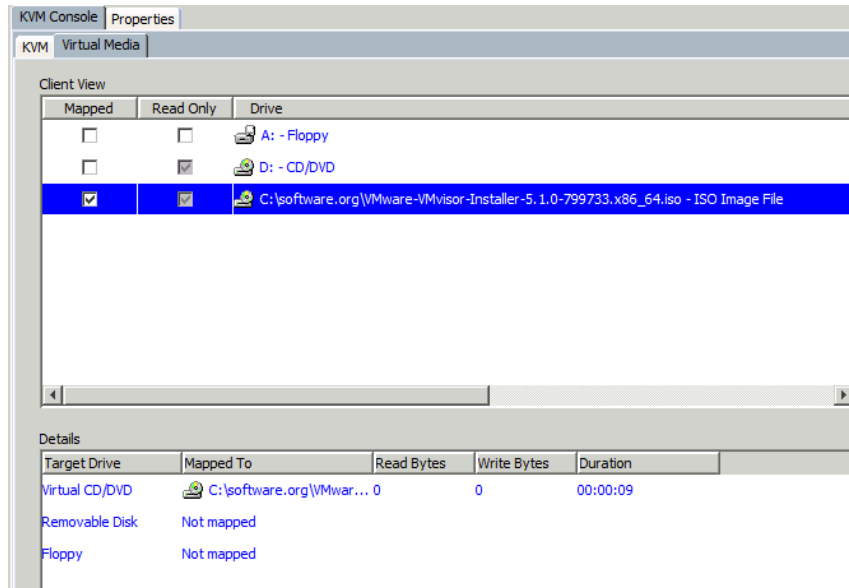 KVM Console Properties
KVM Virtual Media
Client View
Mapped Read Only Drive
A: - Floppy
D: - CD/DVD
C:\software.org\VMware-VMvisor-Installer-5.1.0-799733.x86_64.iso - ISO Image File
Details
Target Drive Mapped To Read Bytes Write Bytes Duration
Virtual CD/DVD C:\software.org\VMwar... 0 0 00:00:09
Removable Disk Not mapped
Floppy Not mapped